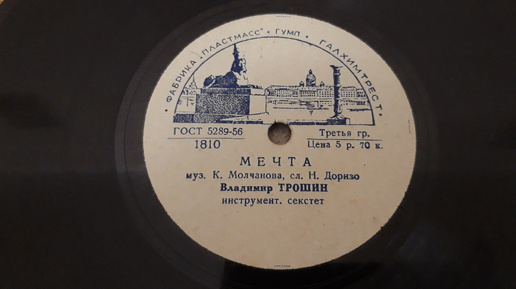 ФАБРИКА „ПЛАСТМАСС" ★ ГУМП ★ ГАЛХИМТРЕСТ
ГОСТ 5289-56
1810
Третья гр.
Цена 5 р. 70 к.
МЕЧТА
муз. К. Молчанова, сл. Н. Доризо
Владимир ТРОШИН
инструмент. секстет